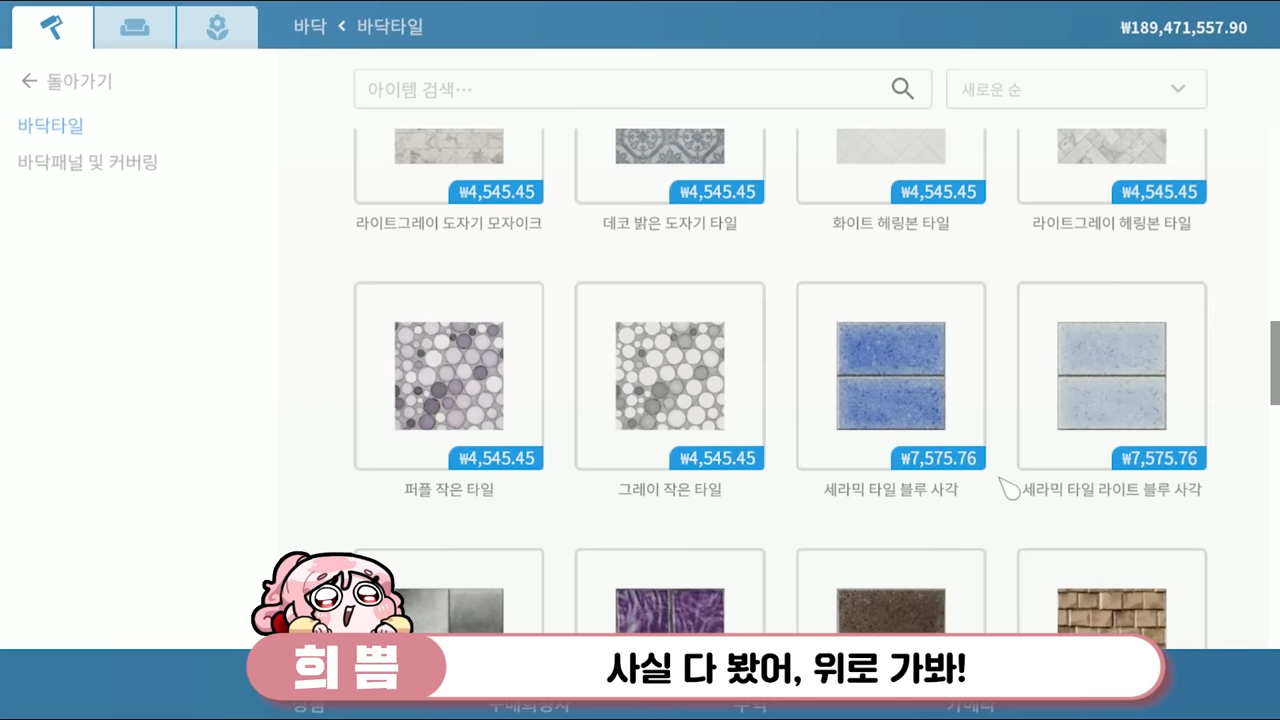 바닥 < 바닥타일
₩189,471,557.90
← 돌아가기
아이템 검색…
새로운 순
바닥타일
바닥패널 및 커버링
₩4,545.45
₩4,545.45
₩4,545.45
₩4,545.45
라이트그레이 도자기 모자이크
데코 밝은 도자기 타일
화이트 헤링본 타일
라이트그레이 헤링본 타일
₩4,545.45
₩4,545.45
₩7,575.76
₩7,575.76
퍼플 작은 타일
그레이 작은 타일
세라믹 타일 블루 사각
세라믹 타일 라이트 블루 사각
희쁨
사실 다 봤어, 위로 가봐!